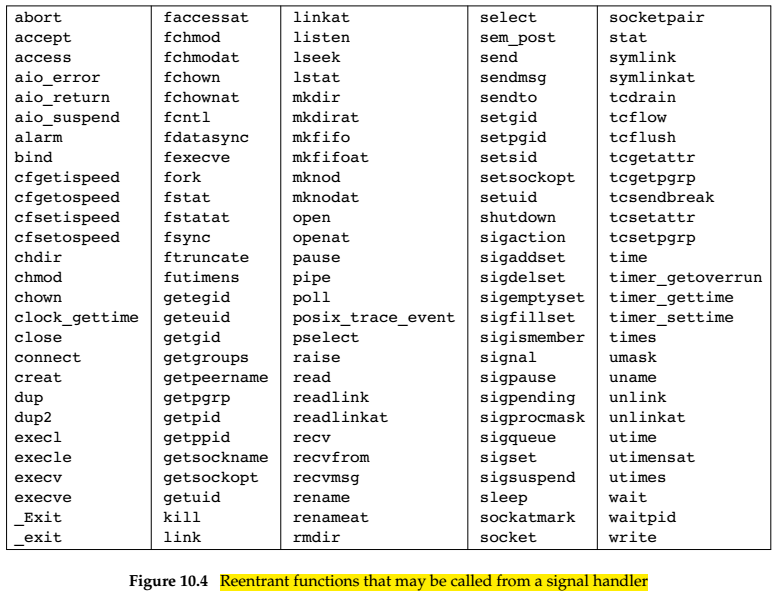 abort faccessat linkat select socketpair
accept fchmod listen sem_post stat
access fchmodat lseek send symlink
aio_error fchown lstat sendmsg symlinkat
aio_return fchownat mkdir sendto tcdrain
aio_suspend fcntl mkdirat setgid tcflow
alarm fdatasync mkfifo setpgid tcflush
bind fexecve mkfifoat setsid tcgetattr
cfgetispeed fork mknod setsockopt tcgetpgrp
cfgetospeed fstat mknodat setuid tcsendbreak
cfsetispeed fstatat open shutdown tcsetattr
cfsetospeed fsync openat sigaction tcsetpgrp
chdir ftruncate pause sigaddset time
chmod futimens pipe sigdelset timer_getoverrun
chown getegid poll sigemptyset timer_gettime
clock_gettime geteuid posix_trace_event sigfillset timer_settime
close getgid pselect sigismember times
connect getgroups raise signal umask
creat getpeername read sigpause uname
dup getpgrp readlink sigpending unlink
dup2 getpid readlinkat sigprocmask unlinkat
execl getppid recv sigqueue utime
execle getsockname recvfrom sigset utimensat
execv getsockopt recvmsg sigsuspend utimes
execve getuid rename sleep wait
_Exit kill renameat sockatmark waitpid
_exit link rmdir socket write
Figure 10.4 Reentrant functions that may be called from a signal handler